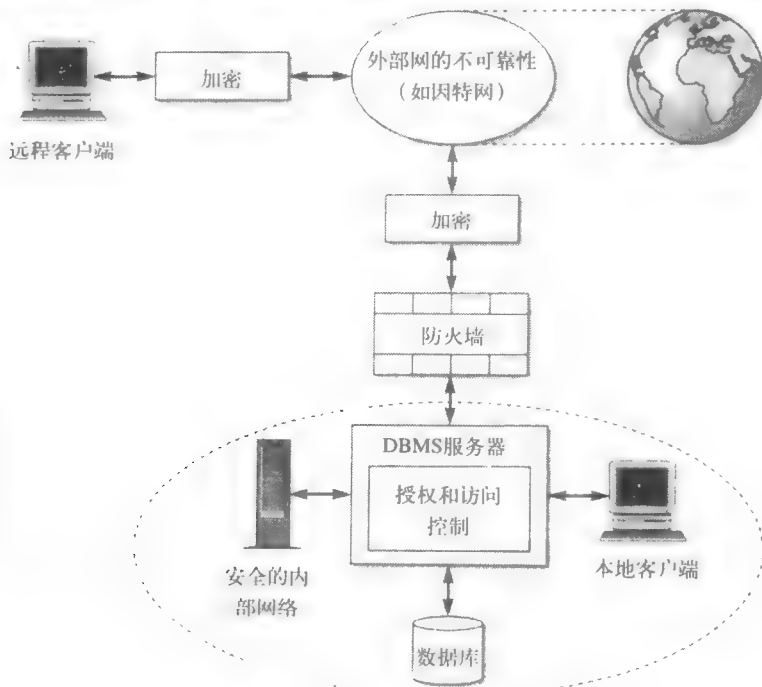 加密
外部网的不可靠性
（如因特网）
远程客户端
加密
防火墙
DBMS服务器
授权和访问
控制
安全的内
部网络
本地客户端
数据库